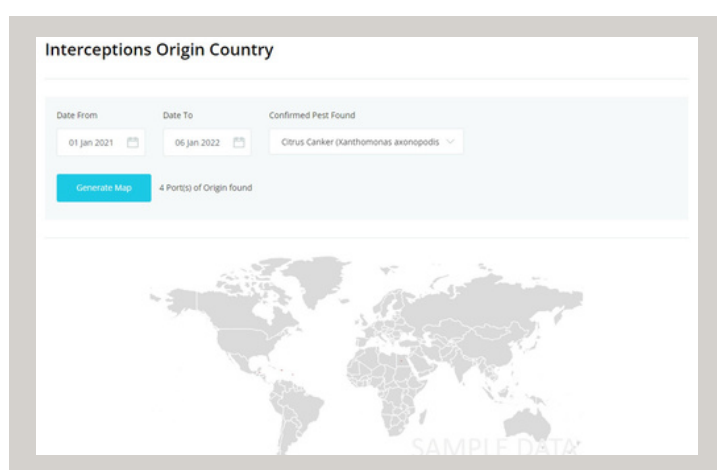 Interceptions Origin Country
Date From Date To Confirmed Pest Found
01 Jan 2021 06 Jan 2022 Citrus Canker (Xanthomonas axonopodis
Generate Map 4 Port(s) of Origin found
SAMPLE DATA